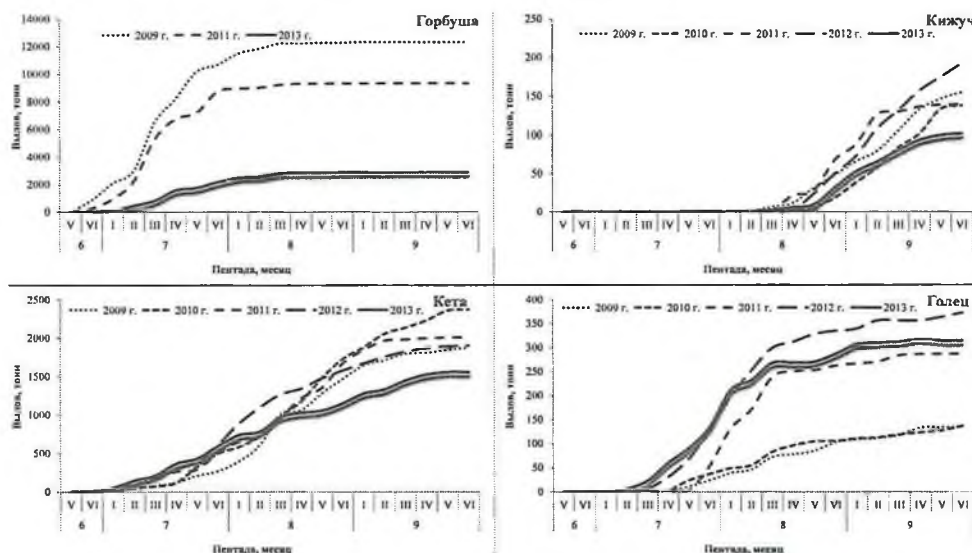 Горбуша
14000
12000
10000
8000
6000
4000
2000
0
2009 г. 2011 г. 2013 г.
Вылов, тонн
V VI I II III IV V VI I II III IV V VI I II III IV V VI
6 7 8 9
Пентада, месяц
Кижуч
250
200
150
100
50
0
2009 г. 2010 г. 2011 г. 2012 г. 2013 г.
Вылов, тонн
V VI I II III IV V VI I II III IV V VI I II III IV V VI
6 7 8 9
Пентада, месяц
Кета
2500
2000
1500
1000
500
0
2009 г. 2010 г. 2011 г. 2012 г. 2013 г.
Вылов, тонн
V VI I II III IV V VI I II III IV V VI I II III IV V VI
6 7 8 9
Пентада, месяц
Голец
400
350
300
250
200
150
100
50
0
2009 г. 2010 г. 2011 г. 2012 г. 2013 г.
Вылов, тонн
V VI I II III IV V VI I II III IV V VI I II III IV V VI
6 7 8 9
Пентада, месяц